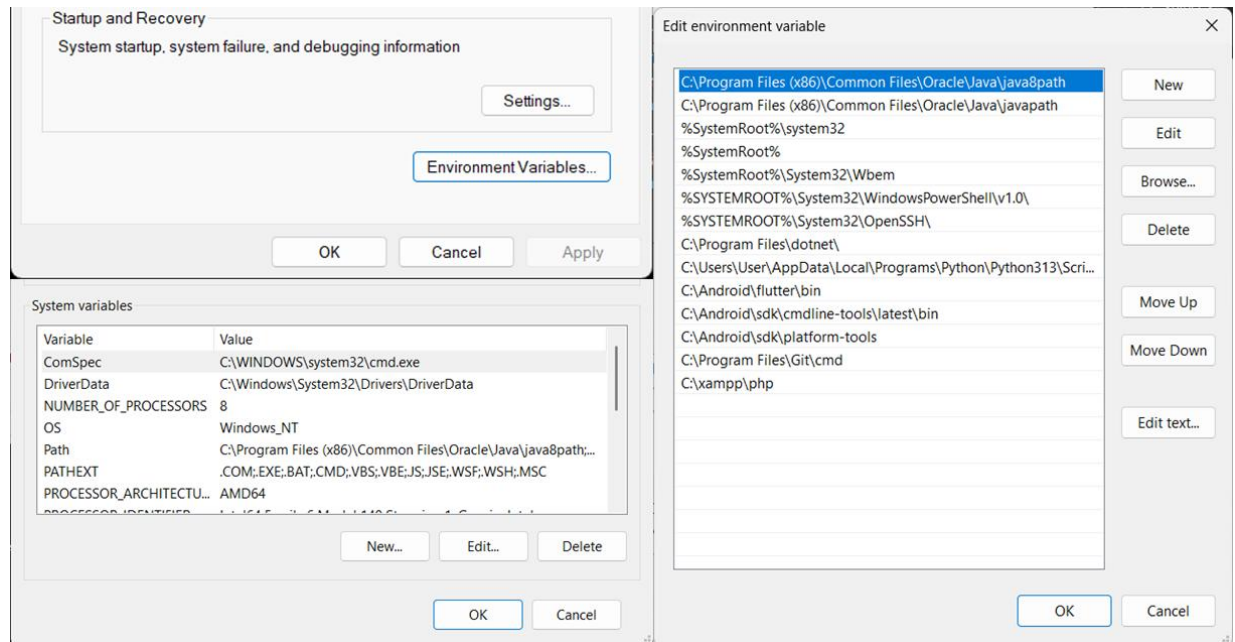 Startup and Recovery
System startup, system failure, and debugging information
Settings...
Environment Variables...
OK Cancel Apply
System variables
Variable Value
ComSpec C:\WINDOWS\system32\cmd.exe
DriverData C:\Windows\System32\Drivers\DriverData
NUMBER_OF_PROCESSORS 8
OS Windows_NT
Path C:\Program Files (x86)\Common Files\Oracle\Java\java8path;...
PATHEXT .COM;.EXE;.BAT;.CMD;.VBS;.VBE;.JS;.JSE;.WSF;.WSH;.MSC
PROCESSOR_ARCHITECTU... AMD64
New... Edit... Delete
OK Cancel
Edit environment variable
C:\Program Files (x86)\Common Files\Oracle\Java\java8path
C:\Program Files (x86)\Common Files\Oracle\Java\javapath
%SystemRoot%\system32
%SystemRoot%
%SystemRoot%\System32\Wbem
%SYSTEMROOT%\System32\WindowsPowerShell\v1.0\
%SYSTEMROOT%\System32\OpenSSH\
C:\Program Files\dotnet\
C:\Users\User\AppData\Local\Programs\Python\Python313\Scri...
C:\Android\flutter\bin
C:\Android\sdk\cmdline-tools\latest\bin
C:\Android\sdk\platform-tools
C:\Program Files\Git\cmd
C:\xampp\php
New
Edit
Browse...
Delete
Move Up
Move Down
Edit text...
OK Cancel